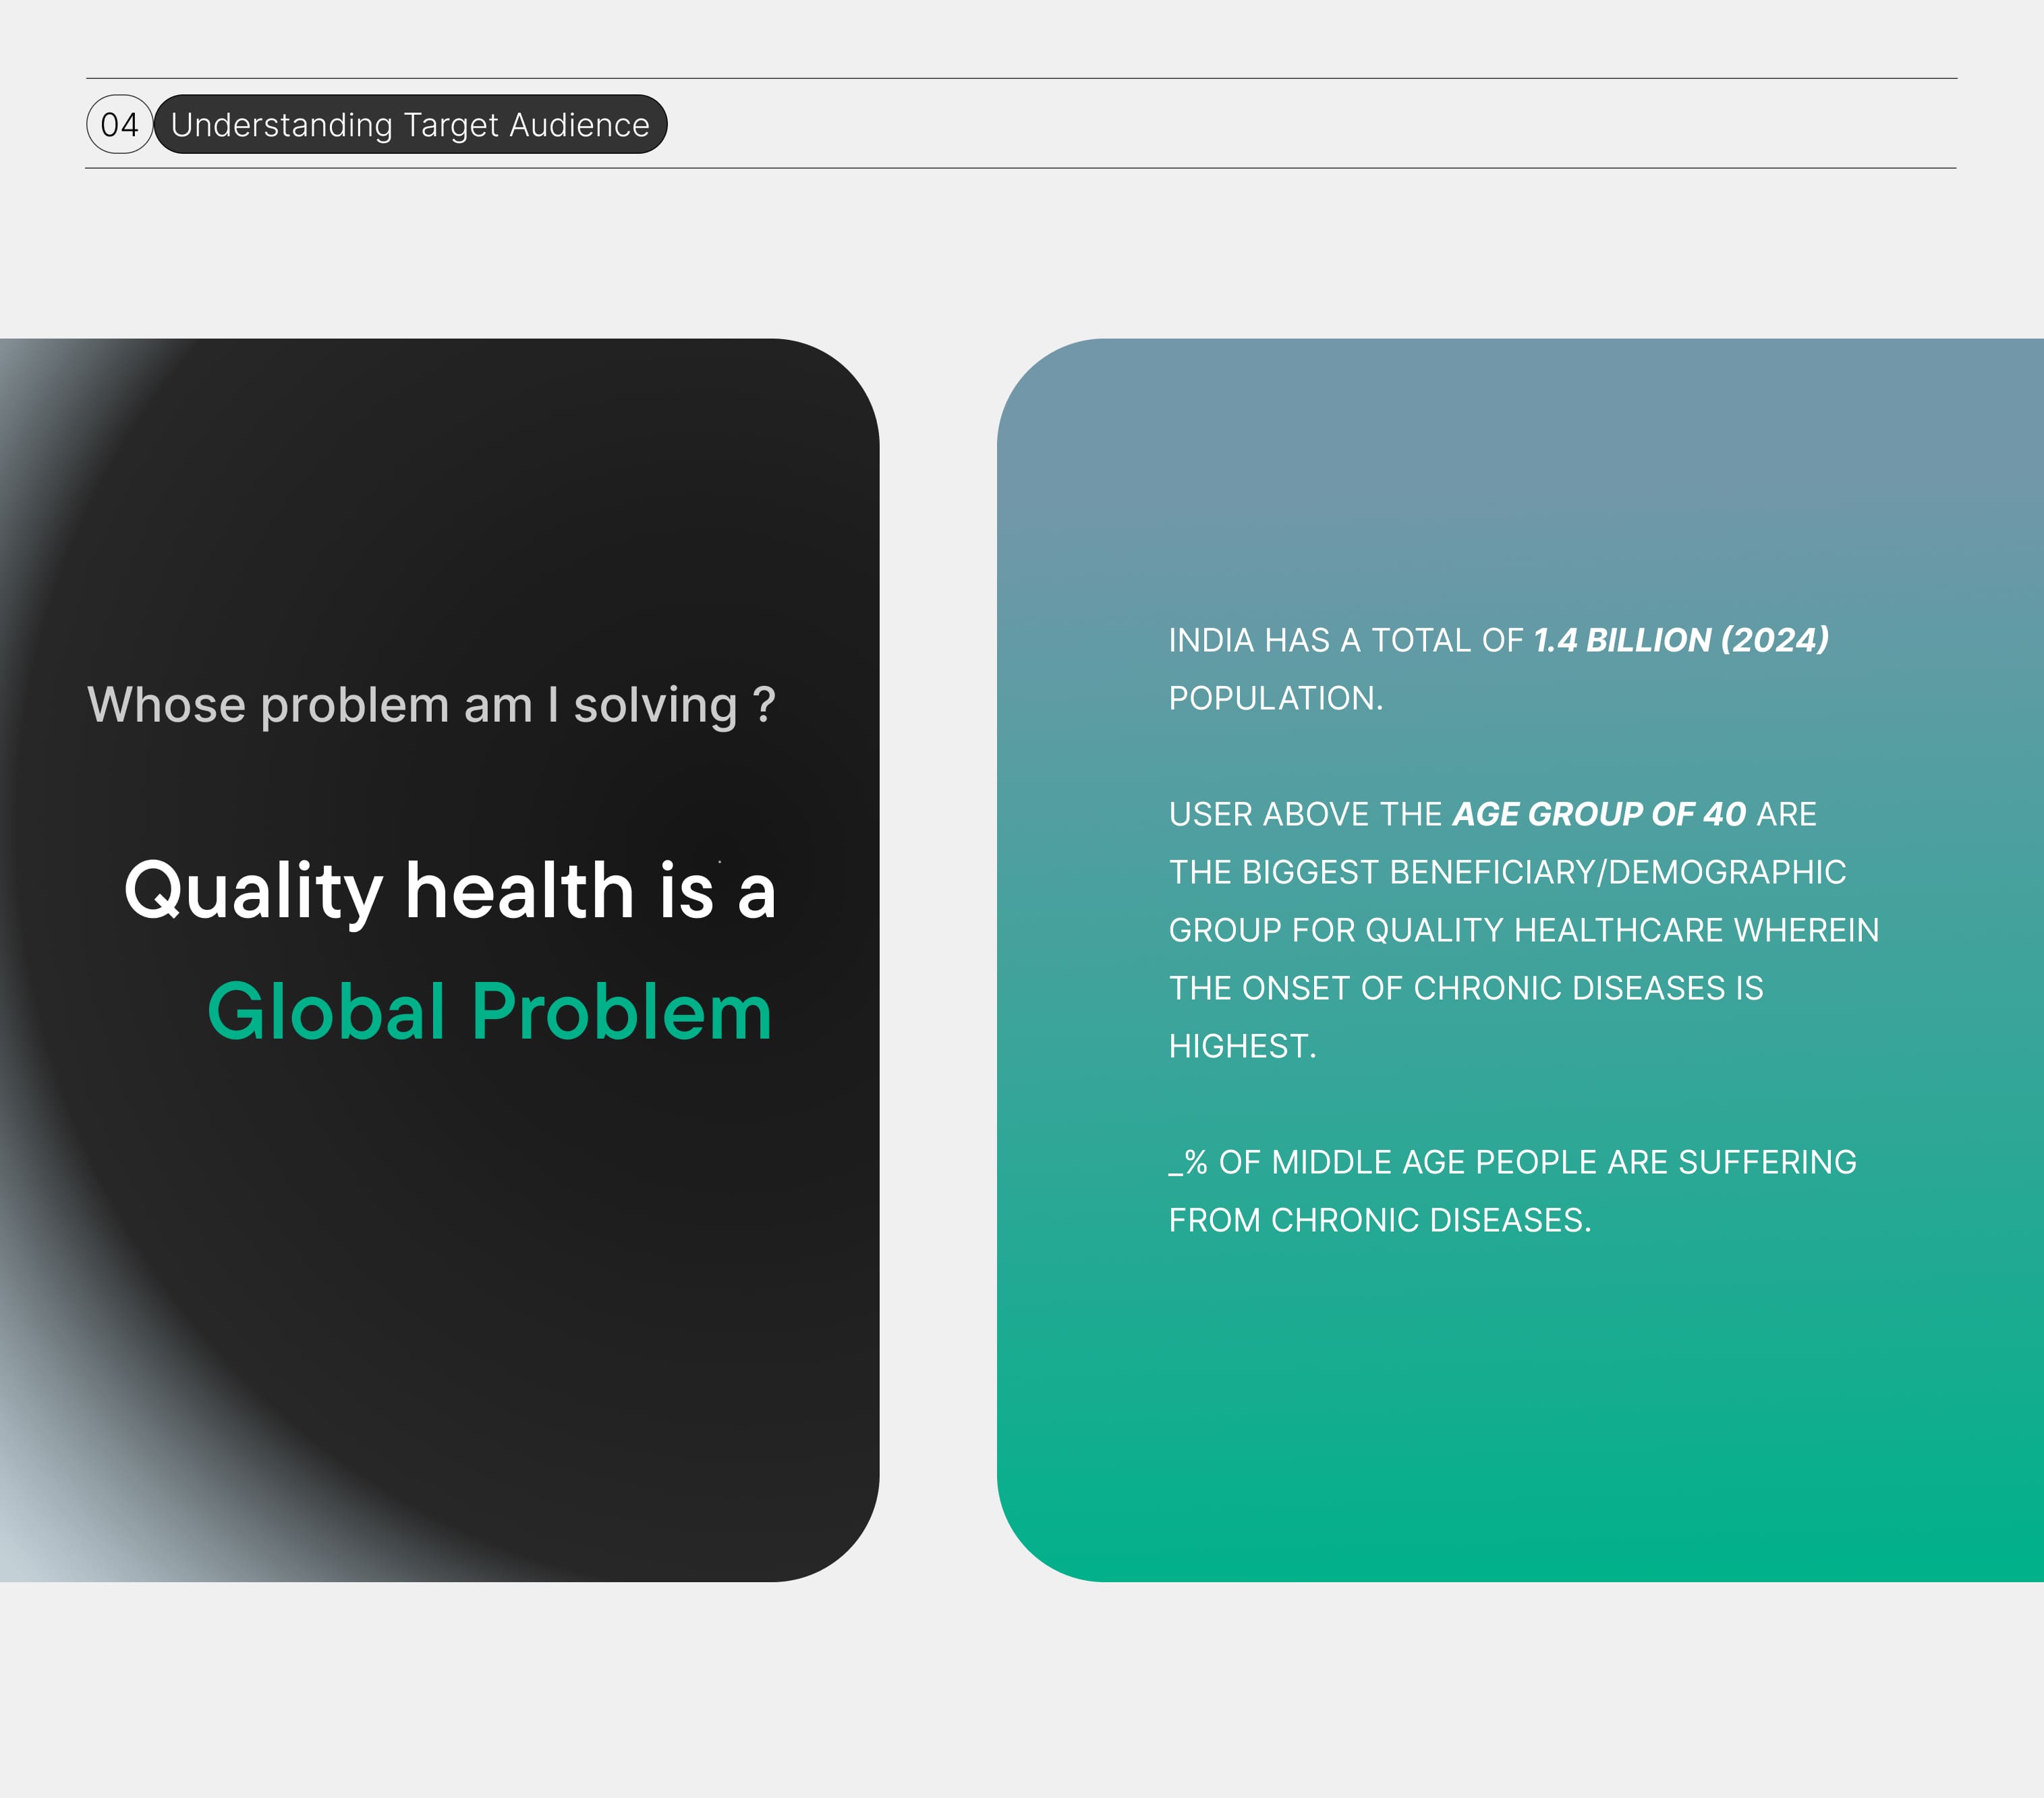 04 Understanding Target Audience
Whose problem am I solving ?
Quality health is a
Global Problem
INDIA HAS A TOTAL OF 1.4 BILLION (2024)
POPULATION.
USER ABOVE THE AGE GROUP OF 40 ARE
THE BIGGEST BENEFICIARY/DEMOGRAPHIC
GROUP FOR QUALITY HEALTHCARE WHEREIN
THE ONSET OF CHRONIC DISEASES IS
HIGHEST.
_% OF MIDDLE AGE PEOPLE ARE SUFFERING
FROM CHRONIC DISEASES.